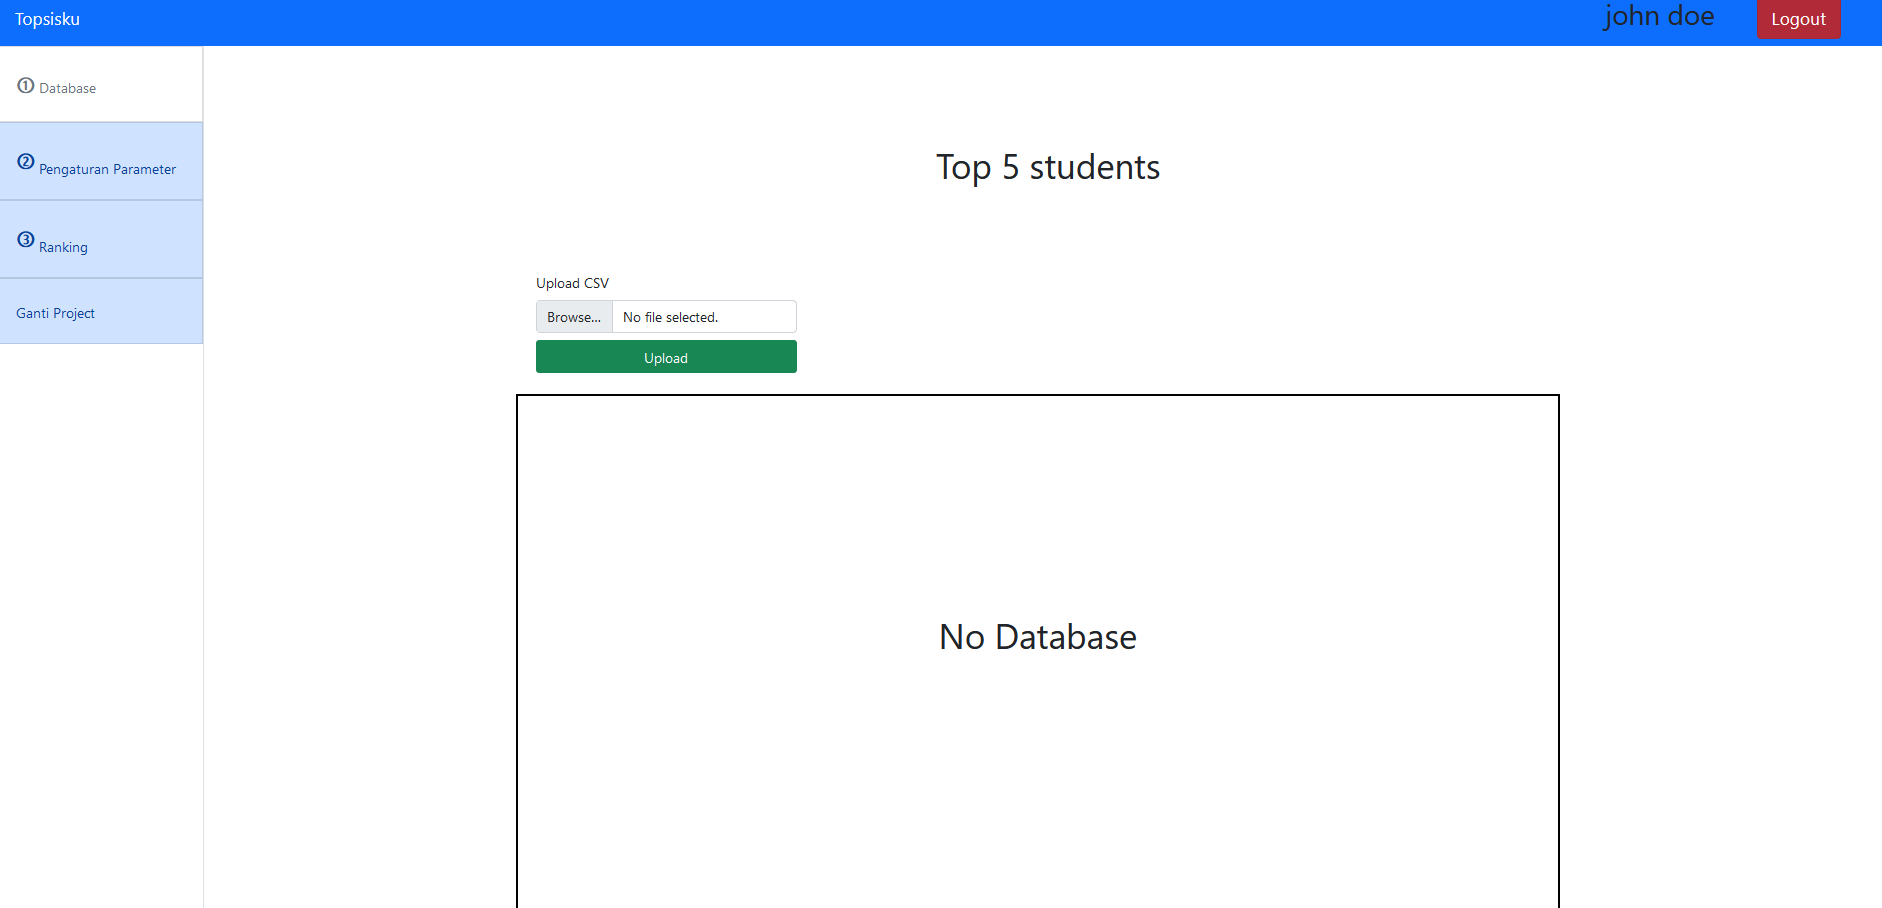 Topsisku
john doe
Logout
① Database
② Pengaturan Parameter
③ Ranking
Ganti Project
Top 5 students
Upload CSV
Browse... No file selected.
Upload
No Database